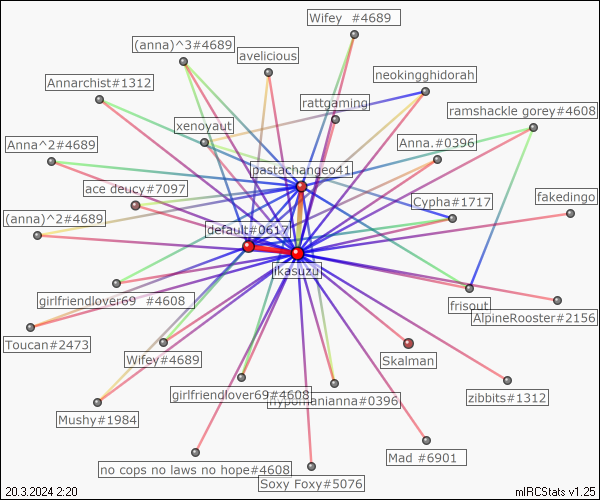 Wifey #4689
(anna)^3#4689
avelicious
neokingghidorah
Annarchist#1312
rattgaming
ramshackle gorey#4608
xenoyaut
Anna^2#4689
Anna.#0396
pastachangeo41
ace deucy#7097
Cypha#1717
fakedingo
(anna)^2#4689
default#0617
ikasuzu
girlfriendlover69 #4608
frisout
AlpineRooster#2156
Toucan#2473
Wifey#4689
Skalman
girlfriendlover69#4608
hypomanianna#0396
zibbits#1312
Mushy#1984
Mad #6901
no cops no laws no hope#4608
Soxy Foxy#5076
20.3.2024 2:20
mIRCStats v1.25